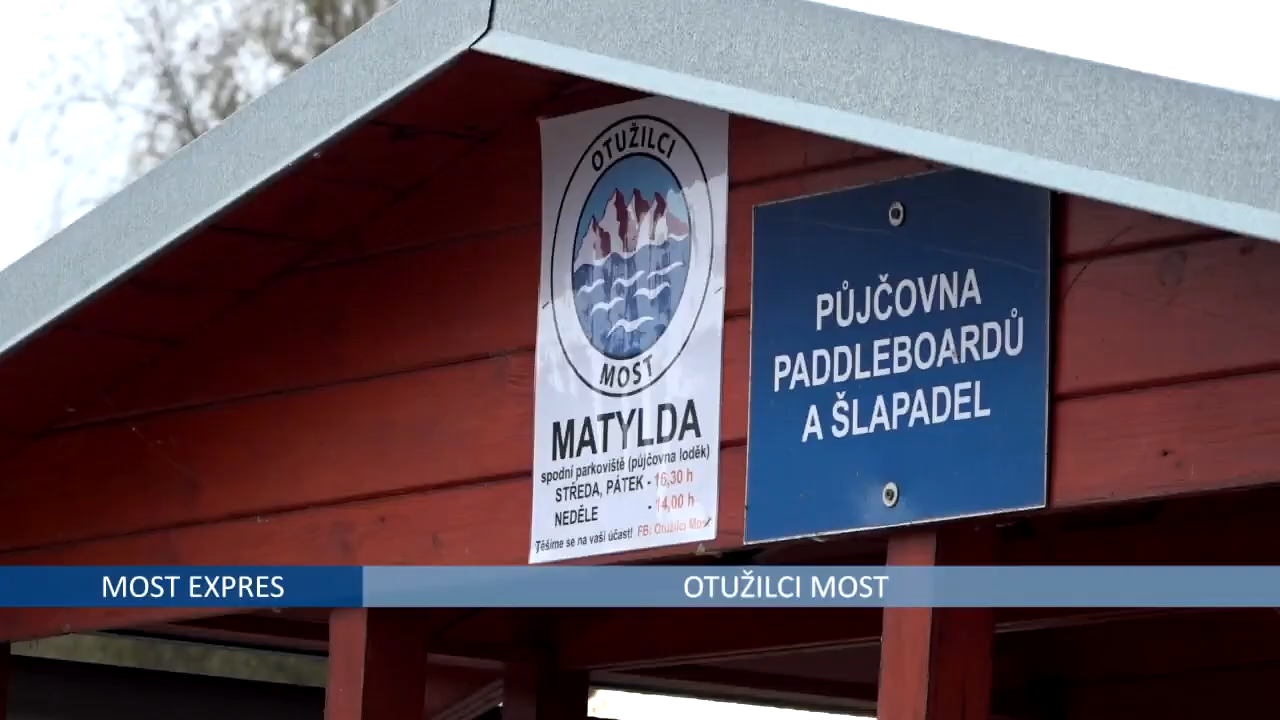 OTUŽILCI
MOST
MATYLDA
spodní parkoviště (půjčovna loděk)
STŘEDA, PÁTEK - 16,30 h
NEDĚLE - 14,00 h
Těšíme se na vaší účast! FB: Otužilci Most
PŮJČOVNA
PADDLEBOARDŮ
A ŠLAPADEL
MOST EXPRES
OTUŽILCI MOST